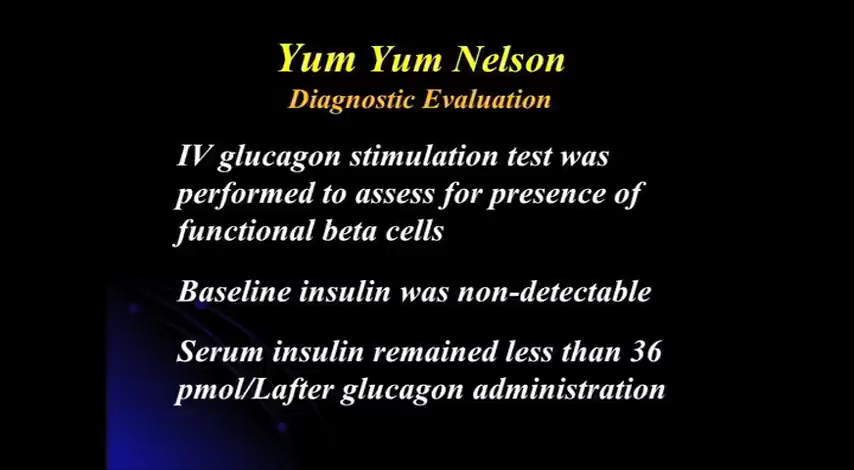 Yum Yum Nelson
Diagnostic Evaluation
IV glucagon stimulation test was
performed to assess for presence of
functional beta cells
Baseline insulin was non-detectable
Serum insulin remained less than 36
pmol/Lafter glucagon administration